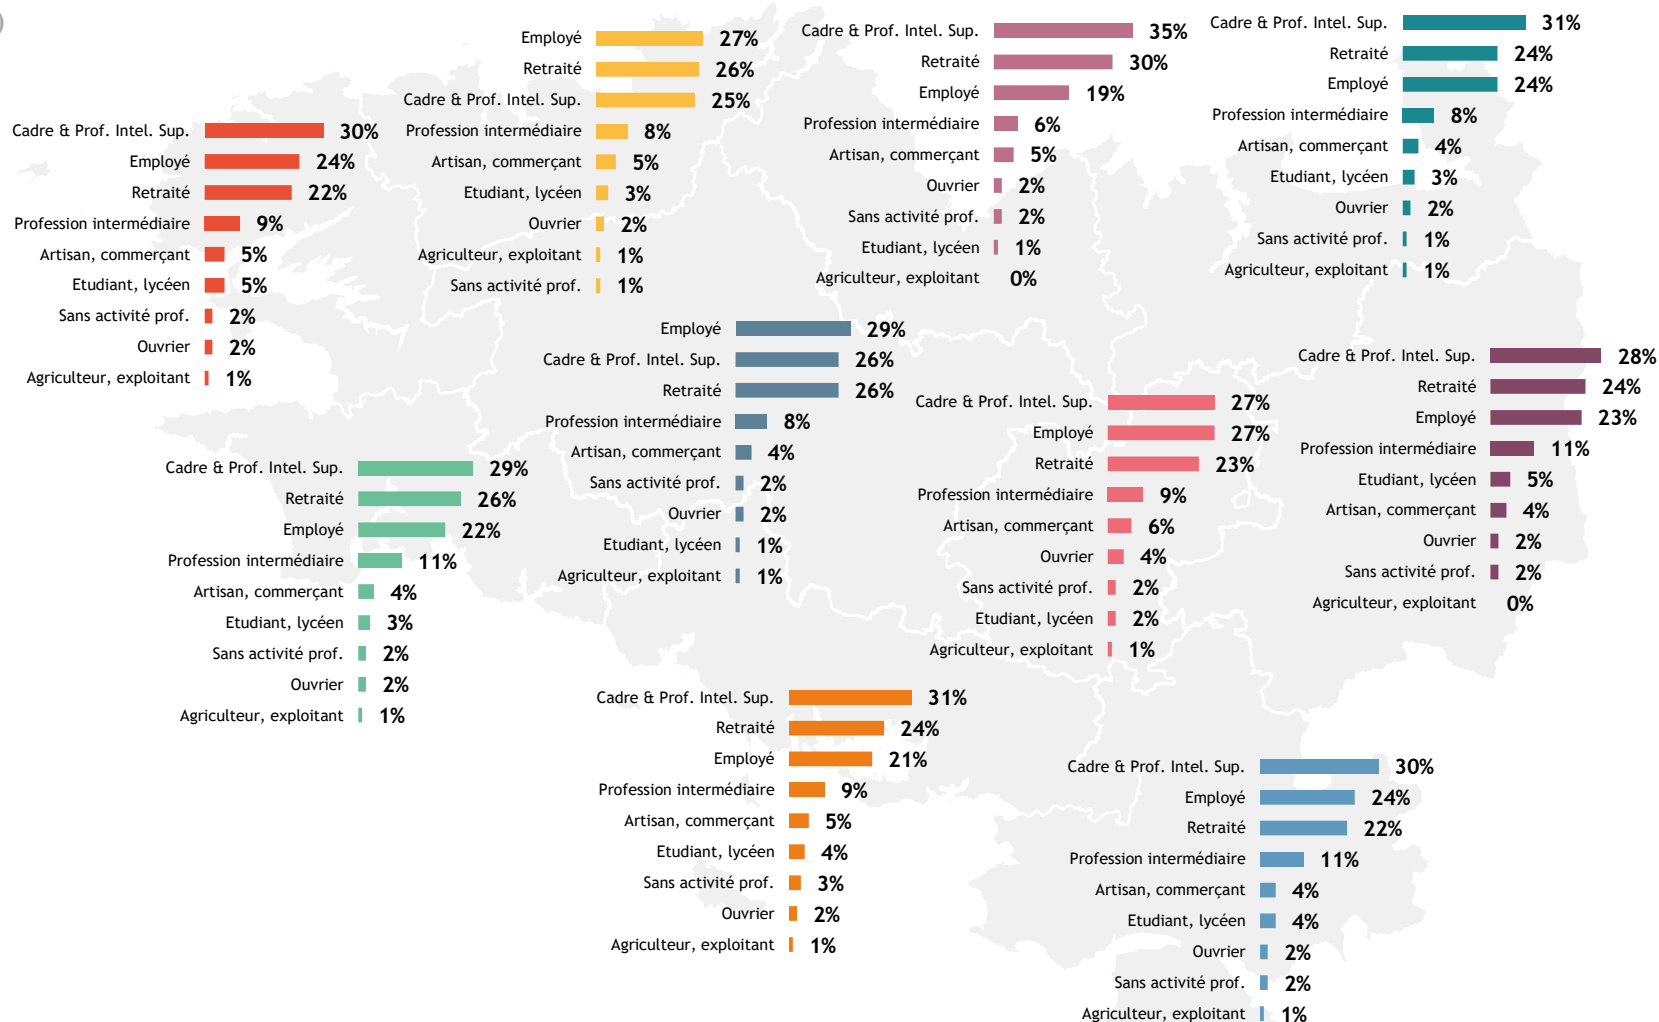 )
Cadre & Prof. Intel. Sup. 30%
Employé 24%
Retraité 22%
Profession intermédiaire 9%
Artisan, commerçant 5%
Etudiant, lycéen 5%
Sans activité prof. 2%
Ouvrier 2%
Agriculteur, exploitant 1%
Employé 27%
Retraité 26%
Cadre & Prof. Intel. Sup. 25%
Profession intermédiaire 8%
Artisan, commerçant 5%
Etudiant, lycéen 3%
Ouvrier 2%
Agriculteur, exploitant 1%
Sans activité prof. 1%
Cadre & Prof. Intel. Sup. 35%
Retraité 30%
Employé 19%
Profession intermédiaire 6%
Artisan, commerçant 5%
Ouvrier 2%
Sans activité prof. 2%
Etudiant, lycéen 1%
Agriculteur, exploitant 0%
Cadre & Prof. Intel. Sup. 31%
Retraité 24%
Employé 24%
Profession intermédiaire 8%
Artisan, commerçant 4%
Etudiant, lycéen 3%
Ouvrier 2%
Sans activité prof. 1%
Agriculteur, exploitant 1%
Cadre & Prof. Intel. Sup. 29%
Retraité 26%
Employé 22%
Profession intermédiaire 11%
Artisan, commerçant 4%
Etudiant, lycéen 3%
Sans activité prof. 2%
Ouvrier 2%
Agriculteur, exploitant 1%
Employé 29%
Cadre & Prof. Intel. Sup. 26%
Retraité 26%
Profession intermédiaire 8%
Artisan, commerçant 4%
Sans activité prof. 2%
Ouvrier 2%
Etudiant, lycéen 1%
Agriculteur, exploitant 1%
Cadre & Prof. Intel. Sup. 27%
Employé 27%
Retraité 23%
Profession intermédiaire 9%
Artisan, commerçant 6%
Ouvrier 4%
Sans activité prof. 2%
Etudiant, lycéen 2%
Agriculteur, exploitant 1%
Cadre & Prof. Intel. Sup. 28%
Retraité 24%
Employé 23%
Profession intermédiaire 11%
Etudiant, lycéen 5%
Artisan, commerçant 4%
Ouvrier 2%
Sans activité prof. 2%
Agriculteur, exploitant 0%
Cadre & Prof. Intel. Sup. 31%
Retraité 24%
Employé 21%
Profession intermédiaire 9%
Artisan, commerçant 5%
Etudiant, lycéen 4%
Sans activité prof. 3%
Ouvrier 2%
Agriculteur, exploitant 1%
Cadre & Prof. Intel. Sup. 30%
Employé 24%
Retraité 22%
Profession intermédiaire 11%
Artisan, commerçant 4%
Etudiant, lycéen 4%
Ouvrier 2%
Sans activité prof. 2%
Agriculteur, exploitant 1%